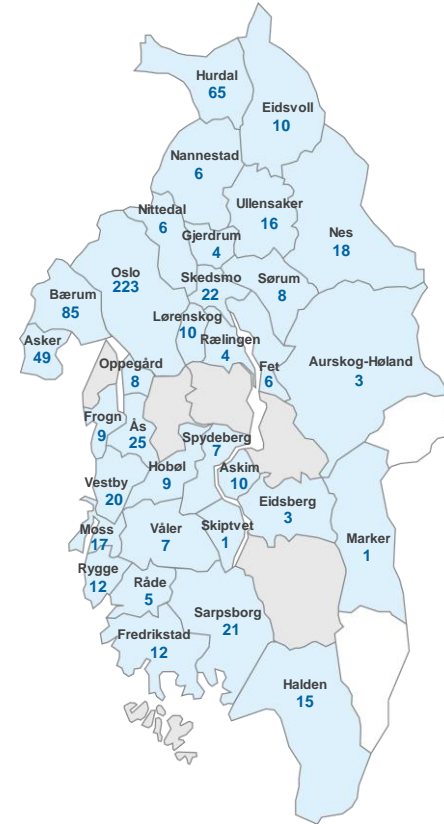 Hurdal
65
Eidsvoll
10
Nannestad
6
Ullensaker
16
Nittedal
6
Gjerdrum
4
Nes
18
Oslo
223
Skedsmo
22
Sørum
8
Bærum
85
Lørenskog
10
Rælingen
4
Asker
49
Oppegård
8
Fet
6
Aurskog-Høland
3
Frogn
9
Ås
25
Spydeberg
7
Hobøl
9
Askim
10
Vestby
20
Eidsberg
3
Moss
17
Våler
7
Skiptvet
1
Marker
1
Rygge
12
Råde
5
Sarpsborg
21
Fredrikstad
12
Halden
15